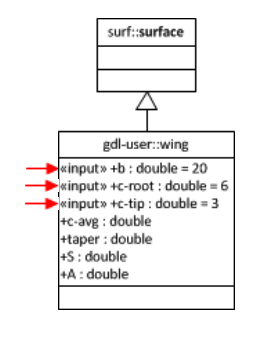 surf::surface
gdl-user::wing
«input» +b : double = 20
«input» +c-root : double = 6
«input» +c-tip : double = 3
+c-avg : double
+taper : double
+S : double
+A : double